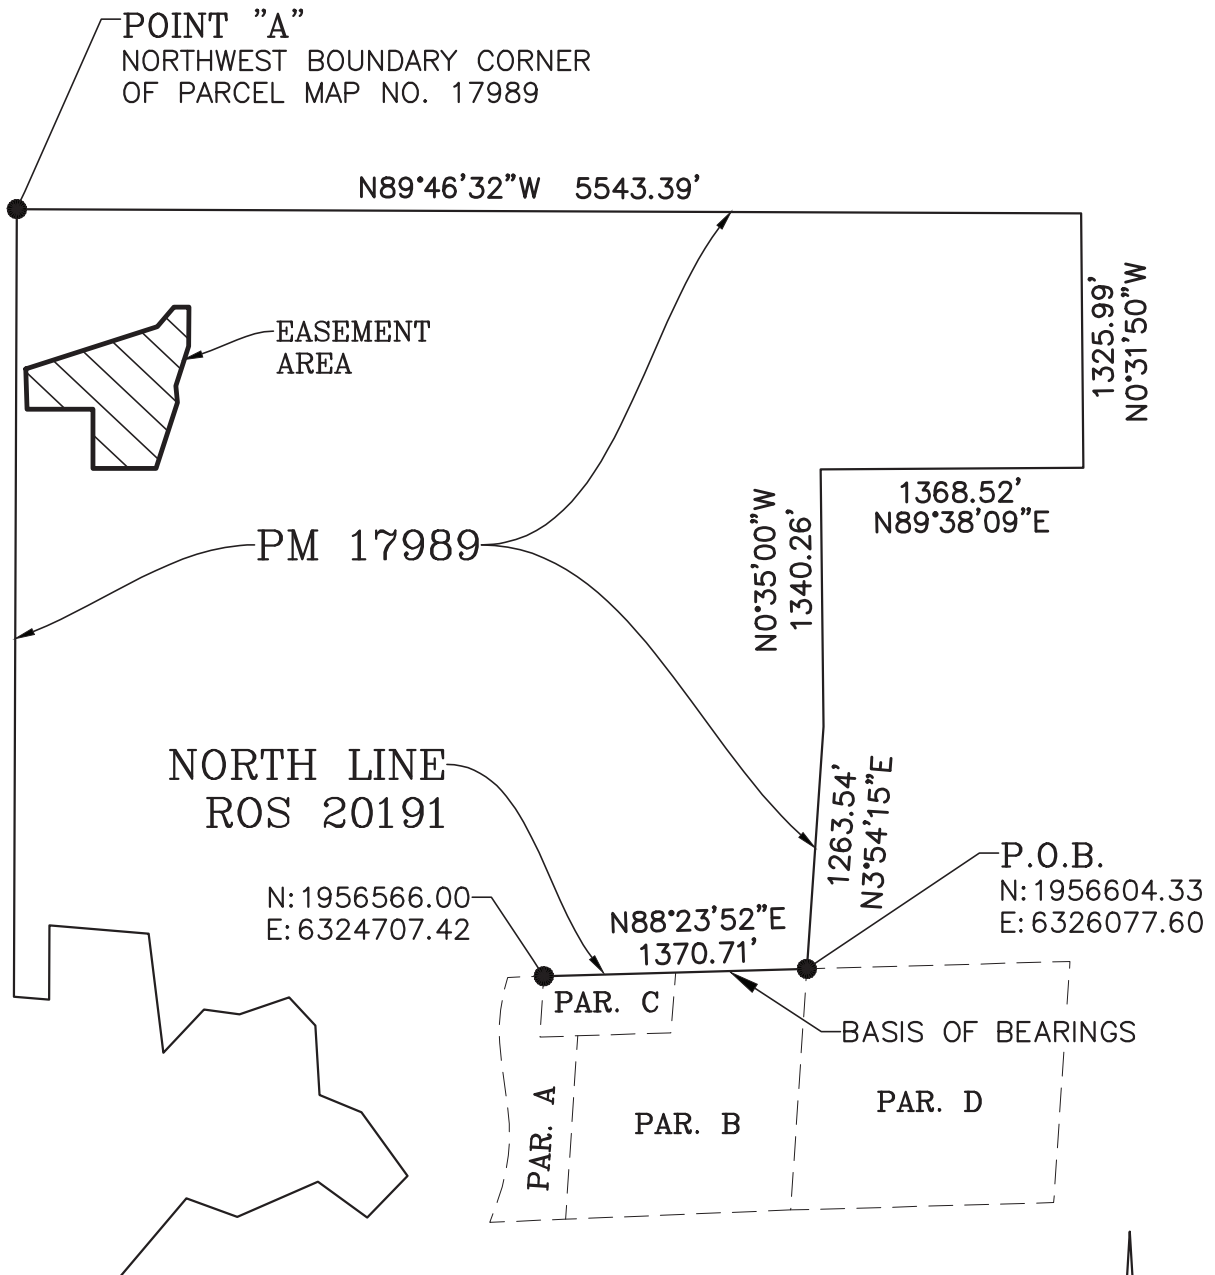 POINT "A"
NORTHWEST BOUNDARY CORNER
OF PARCEL MAP NO. 17989
N89°46'32"W 5543.39'
EASEMENT
AREA
1325.99'
N0°31'50"W
1368.52'
N89°38'09"E
N0°35'00"W
1340.26'
PM 17989
NORTH LINE
ROS 20191
1263.54'
N3°54'15"E
P.O.B.
N: 1956604.33
E: 6326077.60
N: 1956566.00
E: 6324707.42
N88°23'52"E
1370.71'
PAR. C
BASIS OF BEARINGS
PAR. A
PAR. B
PAR. D